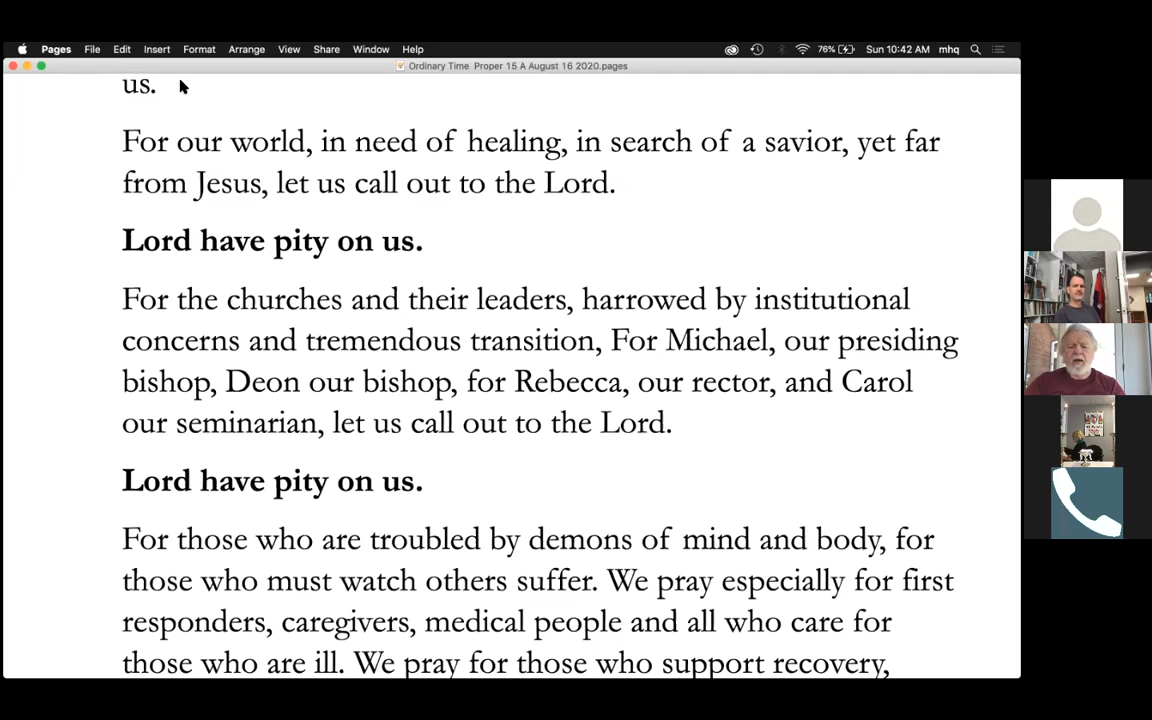 Pages File Edit Insert Format Arrange View Share Window Help 76% Sun 10:42 AM mhq
Ordinary Time Proper 15 A August 16 2020.pages
us.
For our world, in need of healing, in search of a savior, yet far
from Jesus, let us call out to the Lord.
Lord have pity on us.
For the churches and their leaders, harrowed by institutional
concerns and tremendous transition, For Michael, our presiding
bishop, Deon our bishop, for Rebecca, our rector, and Carol
our seminarian, let us call out to the Lord.
Lord have pity on us.
For those who are troubled by demons of mind and body, for
those who must watch others suffer. We pray especially for first
responders, caregivers, medical people and all who care for
those who are ill. We pray for those who support recovery,